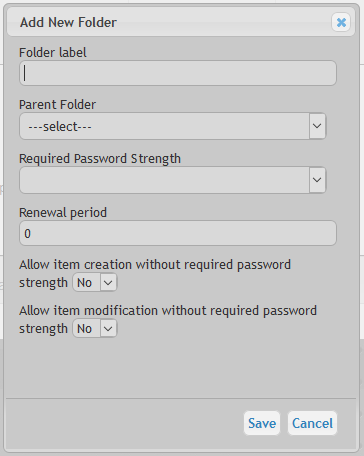 Add New Folder
Folder label
Parent Folder
---select---
Required Password Strength
Renewal period
0
Allow item creation without required password
strength No
Allow item modification without required password
strength No
Save Cancel